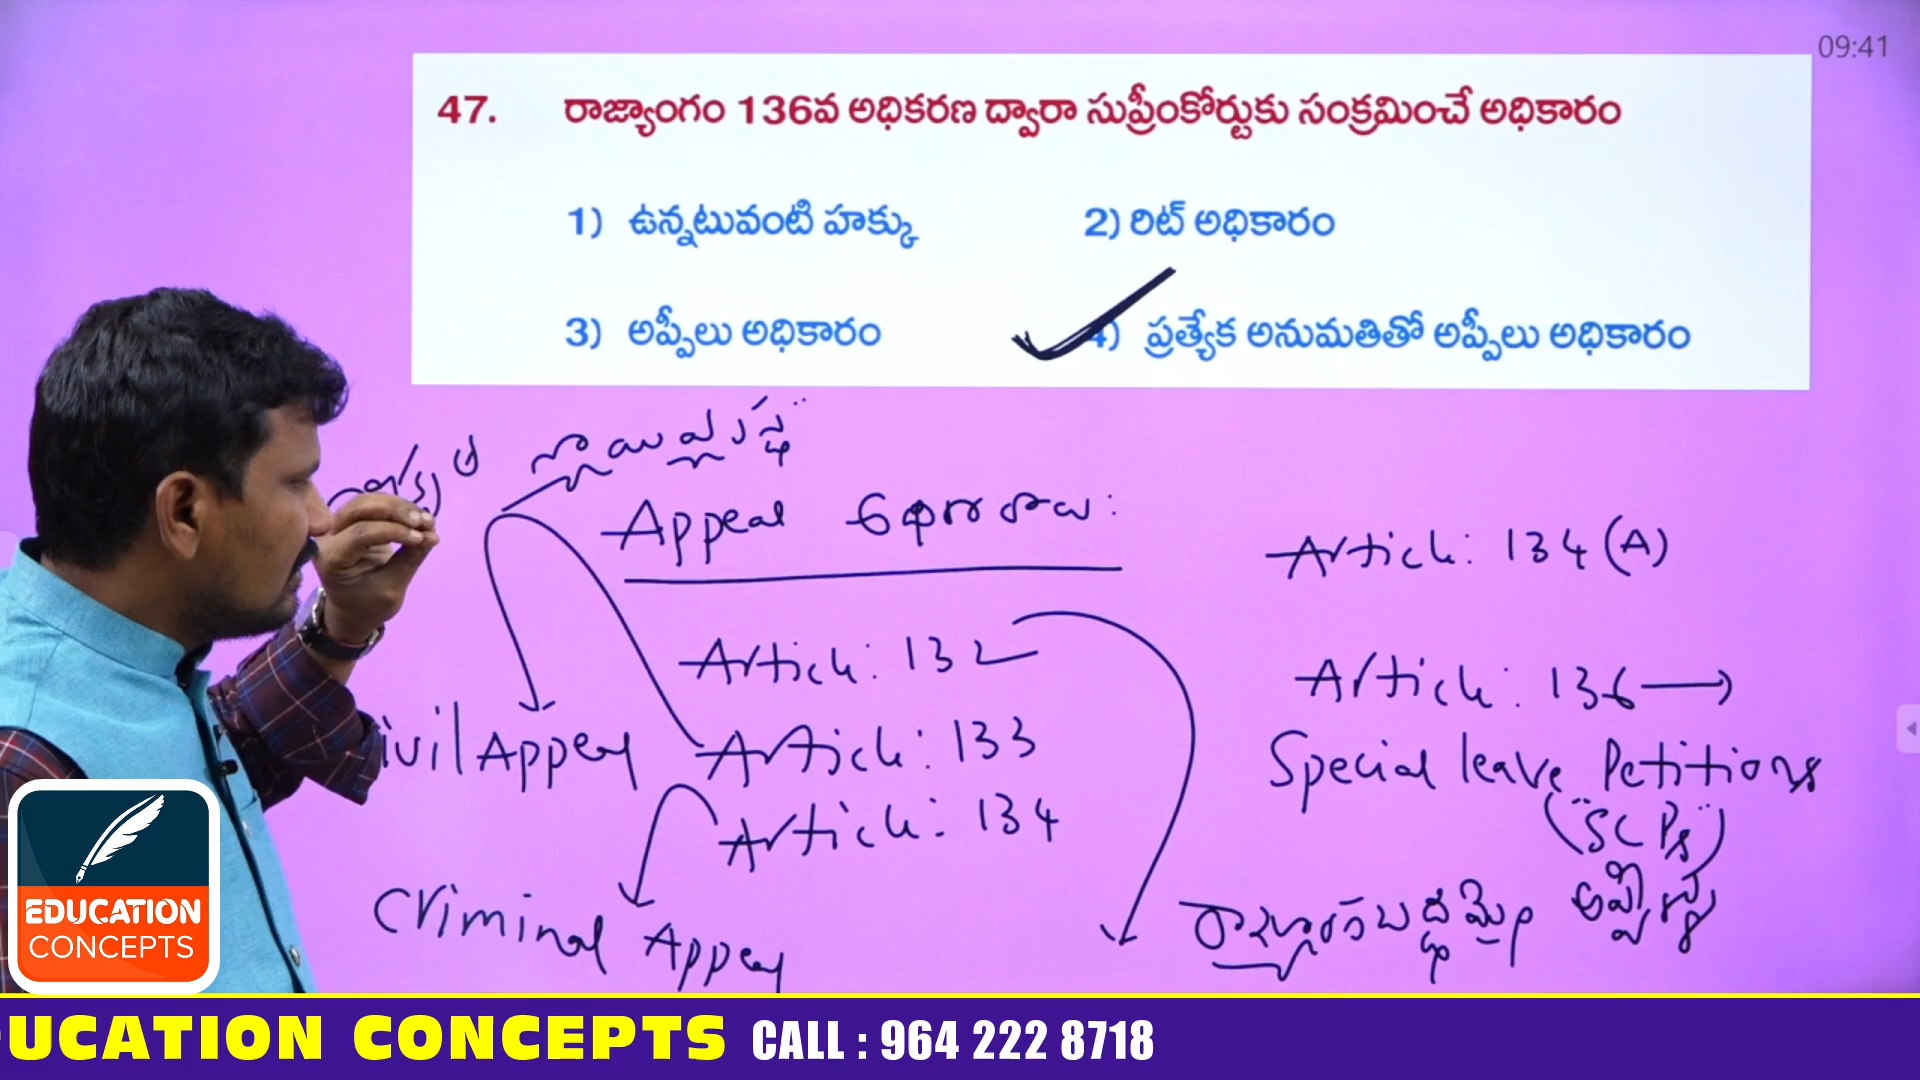 09:41
47. రాజ్యాంగం 136వ అధికరణ ద్వారా సుప్రీంకోర్టుకు సంక్రమించే అధికారం
1) ఉన్నటువంటి హక్కు
2) రిట్ అధికారం
3) అప్పీలు అధికారం
4) ప్రత్యేక అనుమతితో అప్పీలు అధికారం
Appeal అధికారాలు:
Article: 132
Article: 133
Article: 134
Civil Appeal
Criminal Appeal
Article: 134(A)
Article: 136 →
Special leave Petitions
అప్పీళ్లు
EDUCATION
CONCEPTS
UCATION CONCEPTS CALL : 964 222 8718